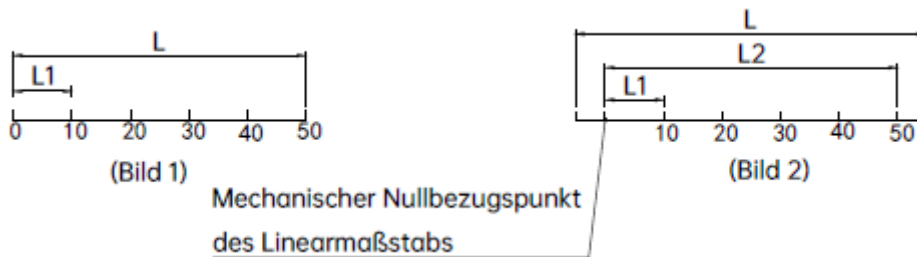 L
L1
0 10 20 30 40 50
(Bild 1)
L
L2
L1
10 20 30 40 50
(Bild 2)
Mechanischer Nullbezugspunkt
des Linearmaßstabs